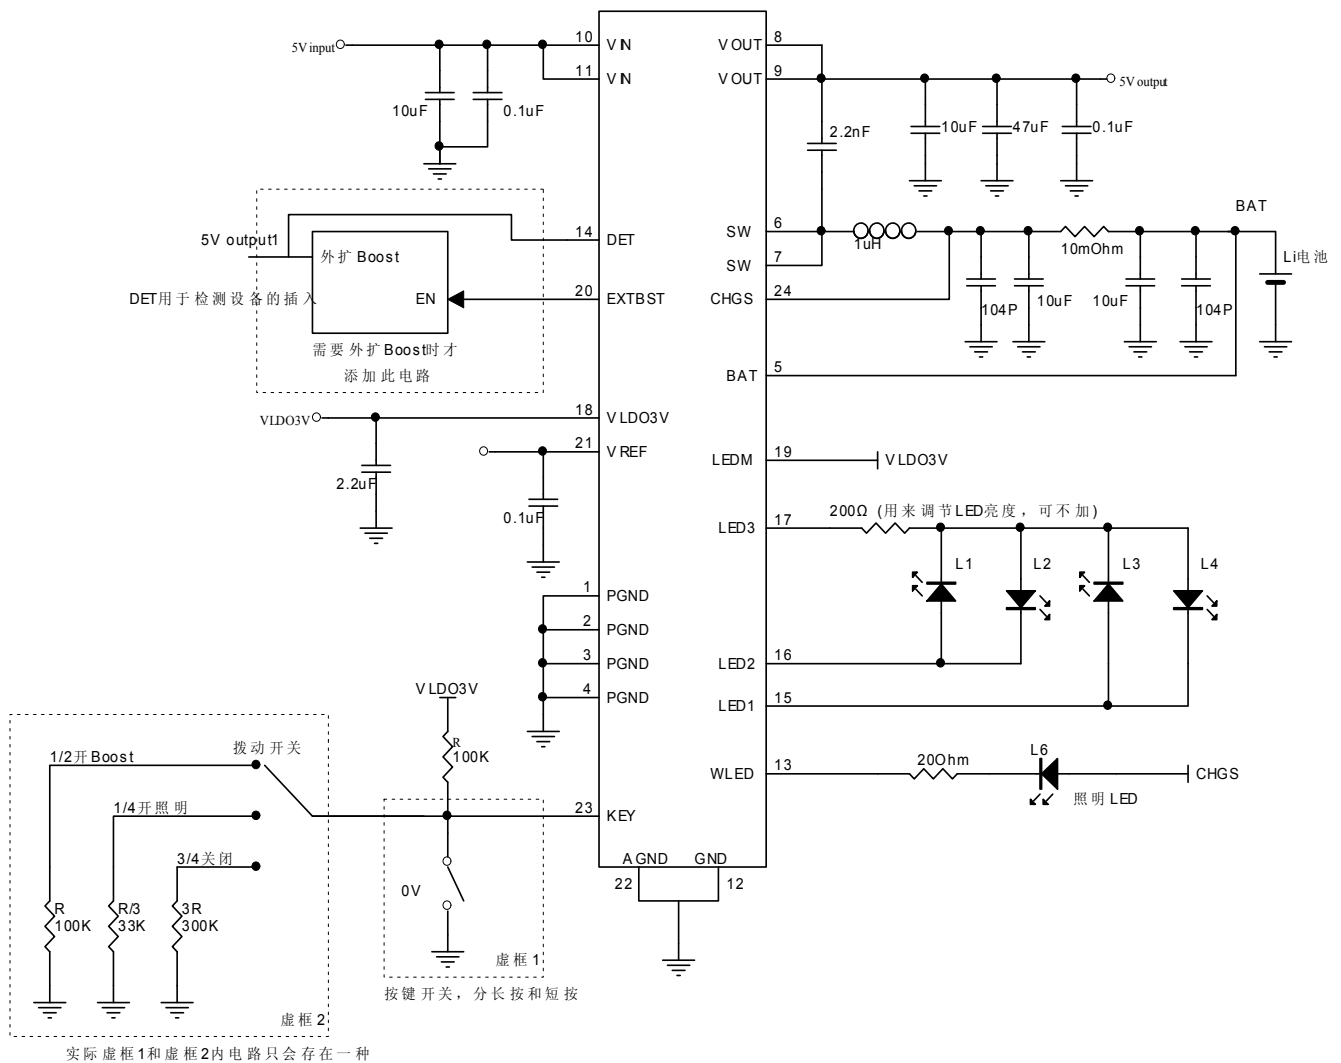 5V input
10
VIN
11
VIN
10uF
0.1uF
VOUT
8
VOUT
9
5V output
2.2nF
10uF
47uF
0.1uF
5V output1
外扩Boost
EN
DET用于检测设备的插入
需要外扩Boost时才
添加此电路
14
DET
20
EXTBST
SW
6
SW
7
CHGS
24
1uH
10mOhm
BAT
104P
10uF
10uF
104P
Li电池
BAT
5
VLDO3V
18
VLDO3V
21
VREF
2.2uF
0.1uF
LEDM
19
VLDO3V
LED3
17
200Ω (用来调节LED亮度，可不加)
L1
L2
L3
L4
LED2
16
LED1
15
1
PGND
2
PGND
3
PGND
4
PGND
VLDO3V
R
100K
WLED
13
20Ohm
L6
照明LED
CHGS
23
KEY
AGND
GND
22
12
拨动开关
1/2开Boost
1/4开照明
3/4关闭
R
100K
R/3
33K
3R
300K
虚框2
0V
虚框1
按键开关，分长按和短按
实际虚框1和虚框2内电路只会存在一种